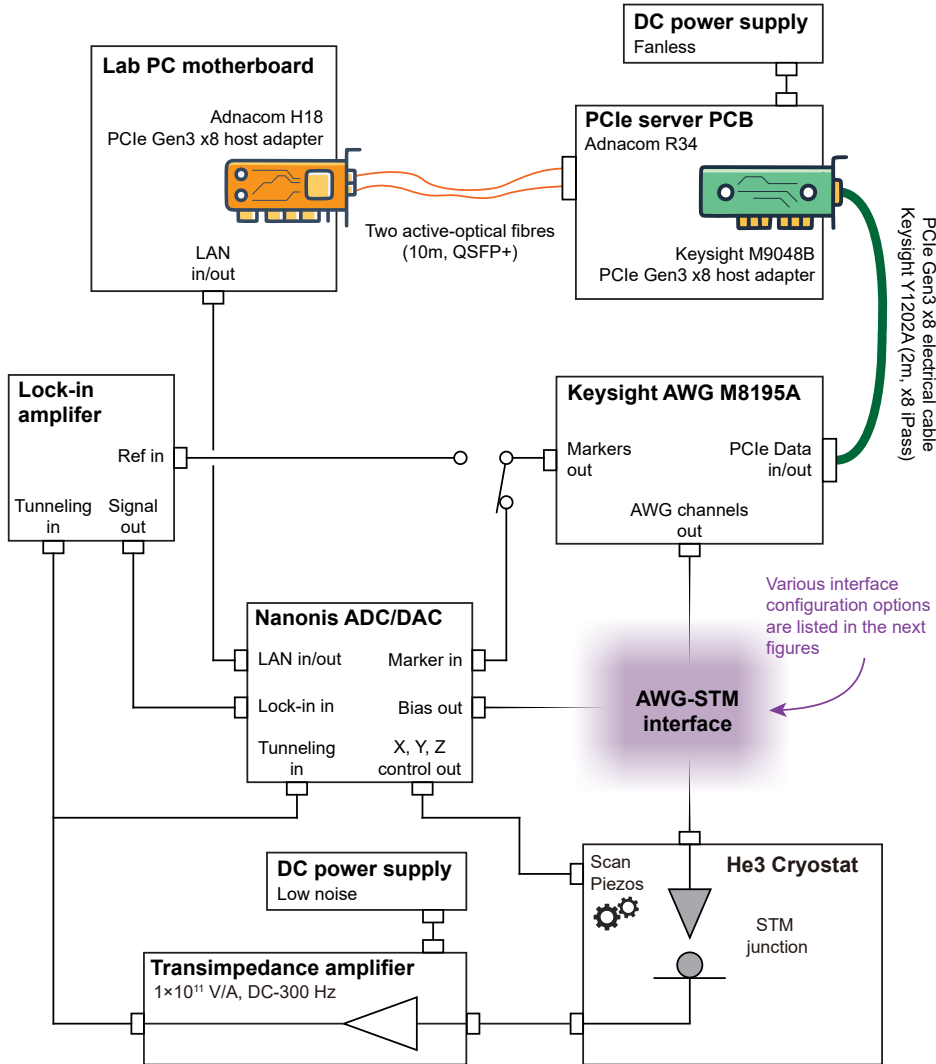 DC power supply
Fanless
Lab PC motherboard
Adnacom H18
PCIe Gen3 x8 host adapter
LAN
in/out
Two active-optical fibres
(10m, QSFP+)
PCIe server PCB
Adnacom R34
Keysight M9048B
PCIe Gen3 x8 host adapter
PCIe Gen3 x8 electrical cable
Keysight Y1202A (2m, x8 iPass)
Lock-in
amplifer
Ref in
Tunneling
in
Signal
out
Keysight AWG M8195A
Markers
out
PCIe Data
in/out
AWG channels
out
Various interface
configuration options
are listed in the next
figures
Nanonis ADC/DAC
LAN in/out
Marker in
Lock-in in
Bias out
Tunneling
in
X, Y, Z
control out
AWG-STM
interface
DC power supply
Low noise
Transimpedance amplifier
1×10¹¹ V/A, DC-300 Hz
He3 Cryostat
Scan
Piezos
STM
junction